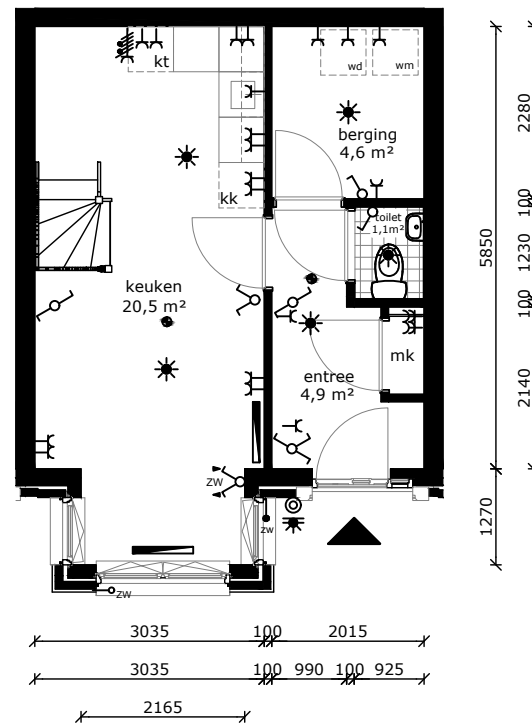 kt
wd
wm
berging
4,6 m²
kk
toilet
1,1m²
keuken
20,5 m²
mk
entree
4,9 m²
zw
zw
zw
2280
100
1230
100
2140
5850
1270
3035 100 2015
3035 100 990 100 925
2165